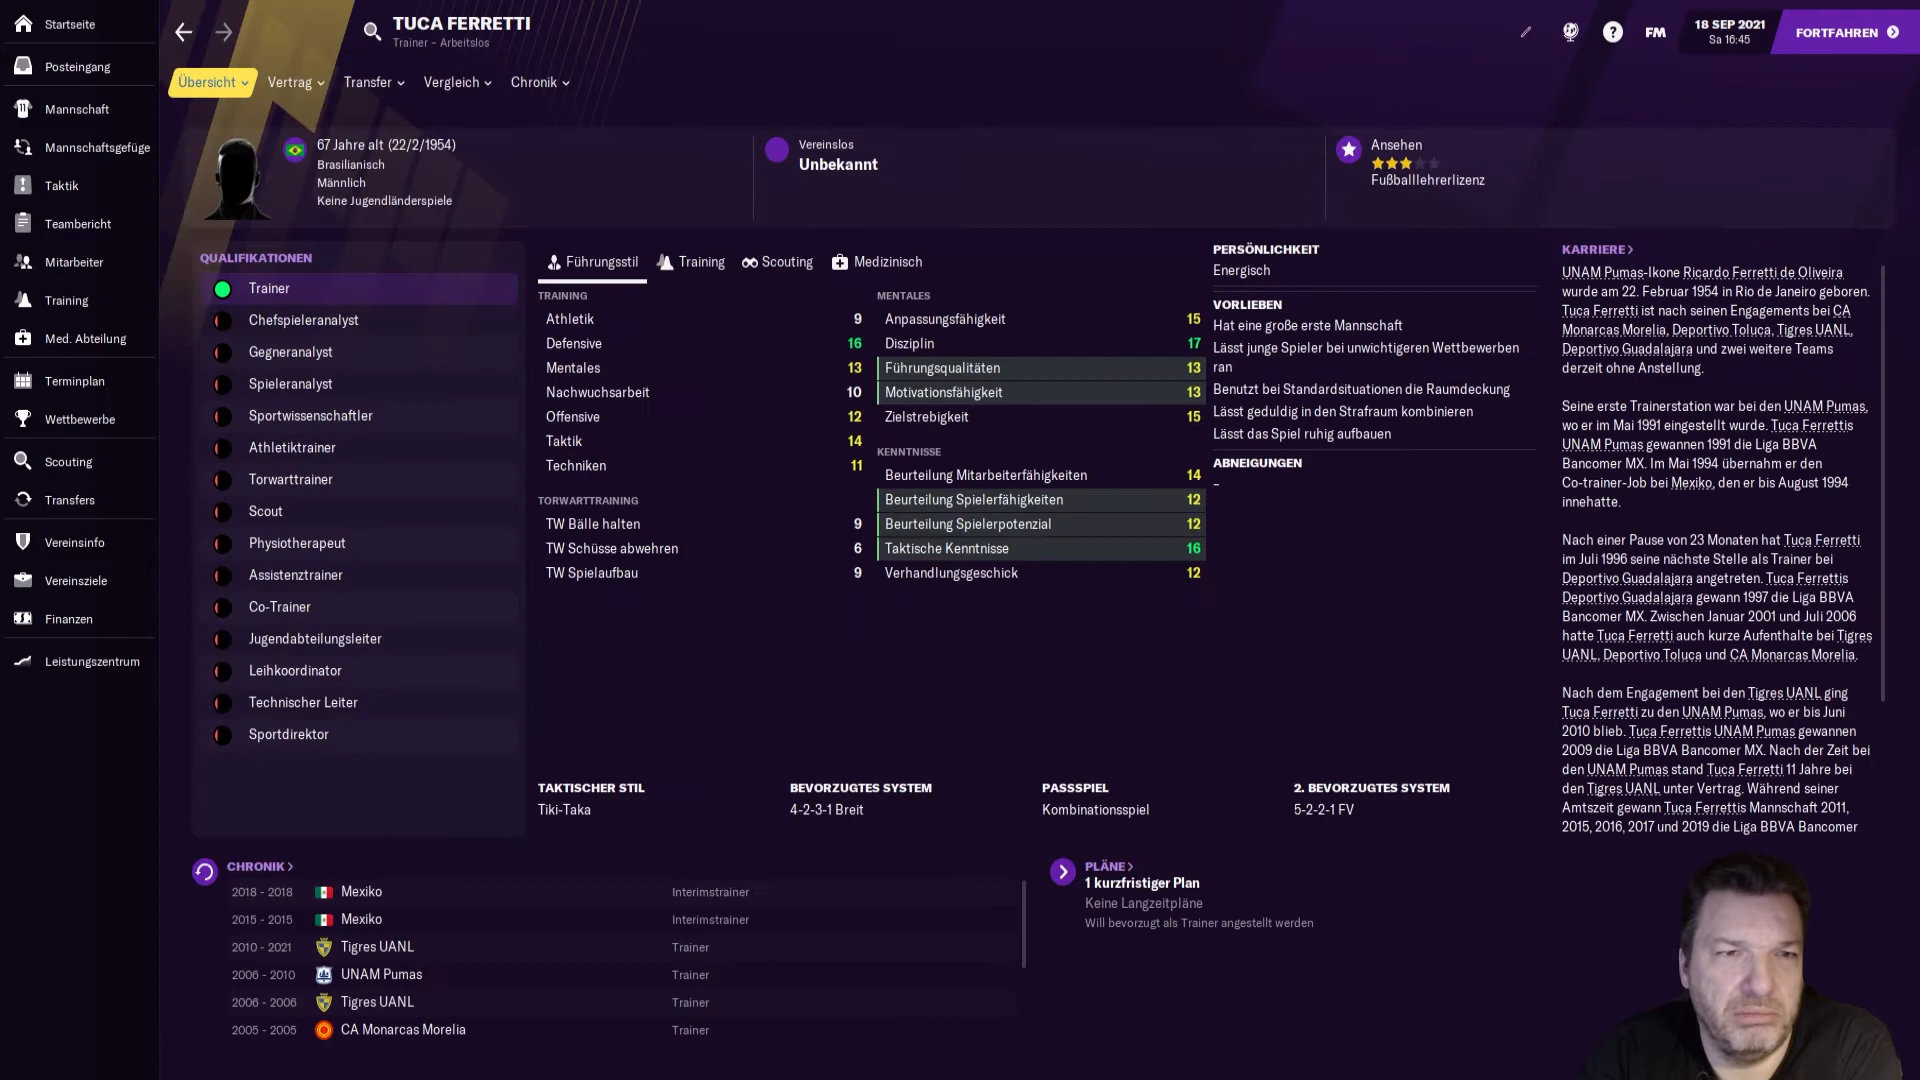 Startseite
Posteingang
Mannschaft
Mannschaftsgefüge
Taktik
Teambericht
Mitarbeiter
Training
Med. Abteilung
Terminplan
Wettbewerbe
Scouting
Transfers
Vereinsinfo
Vereinsziele
Finanzen
Leistungszentrum
TUCA FERRETTI
Trainer – Arbeitslos
FM
18 SEP 2021
Sa 16:45
FORTFAHREN
Übersicht
Vertrag
Transfer
Vergleich
Chronik
67 Jahre alt (22/2/1954)
Brasilianisch
Männlich
Keine Jugendländerspiele
Vereinslos
Unbekannt
Ansehen
Fußballlehrerlizenz
QUALIFIKATIONEN
Trainer
Chefspieleranalyst
Gegneranalyst
Spieleranalyst
Sportwissenschaftler
Athletiktrainer
Torwarttrainer
Scout
Physiotherapeut
Assistenztrainer
Co-Trainer
Jugendabteilungsleiter
Leihkoordinator
Technischer Leiter
Sportdirektor
Führungsstil
Training
Scouting
Medizinisch
TRAINING
Athletik 9
Defensive 16
Mentales 13
Nachwuchsarbeit 10
Offensive 12
Taktik 14
Techniken 11
TORWARTTRAINING
TW Bälle halten 9
TW Schüsse abwehren 6
TW Spielaufbau 9
MENTALES
Anpassungsfähigkeit 15
Disziplin 17
Führungsqualitäten 13
Motivationsfähigkeit 13
Zielstrebigkeit 15
KENNTNISSE
Beurteilung Mitarbeiterfähigkeiten 14
Beurteilung Spielerfähigkeiten 12
Beurteilung Spielerpotenzial 12
Taktische Kenntnisse 16
Verhandlungsgeschick 12
PERSÖNLICHKEIT
Energisch
VORLIEBEN
Hat eine große erste Mannschaft
Lässt junge Spieler bei unwichtigeren Wettbewerben
ran
Benutzt bei Standardsituationen die Raumdeckung
Lässt geduldig in den Strafraum kombinieren
Lässt das Spiel ruhig aufbauen
ABNEIGUNGEN
–
TAKTISCHER STIL
Tiki-Taka
BEVORZUGTES SYSTEM
4-2-3-1 Breit
PASSSPIEL
Kombinationsspiel
2. BEVORZUGTES SYSTEM
5-2-2-1 FV
KARRIERE
UNAM Pumas-Ikone Ricardo Ferretti de Oliveira
wurde am 22. Februar 1954 in Rio de Janeiro geboren.
Tuca Ferretti ist nach seinen Engagements bei CA
Monarcas Morelia, Deportivo Toluca, Tigres UANL,
Deportivo Guadalajara und zwei weitere Teams
derzeit ohne Anstellung.
Seine erste Trainerstation war bei den UNAM Pumas,
wo er im Mai 1991 eingestellt wurde. Tuca Ferrettis
UNAM Pumas gewannen 1991 die Liga BBVA
Bancomer MX. Im Mai 1994 übernahm er den
Co-trainer-Job bei Mexiko, den er bis August 1994
innehatte.
Nach einer Pause von 23 Monaten hat Tuca Ferretti
im Juli 1996 seine nächste Stelle als Trainer bei
Deportivo Guadalajara angetreten. Tuca Ferrettis
Deportivo Guadalajara gewann 1997 die Liga BBVA
Bancomer MX. Zwischen Januar 2001 und Juli 2006
hatte Tuca Ferretti auch kurze Aufenthalte bei Tigres
UANL, Deportivo Toluca und CA Monarcas Morelia.
Nach dem Engagement bei den Tigres UANL ging
Tuca Ferretti zu den UNAM Pumas, wo er bis Juni
2010 blieb. Tuca Ferrettis UNAM Pumas gewannen
2009 die Liga BBVA Bancomer MX. Nach der Zeit bei
den UNAM Pumas stand Tuca Ferretti 11 Jahre bei
den Tigres UANL unter Vertrag. Während seiner
Amtszeit gewann Tuca Ferrettis Mannschaft 2011,
2015, 2016, 2017 und 2019 die Liga BBVA Bancomer
CHRONIK
2018 - 2018 Mexiko Interimstrainer
2015 - 2015 Mexiko Interimstrainer
2010 - 2021 Tigres UANL Trainer
2006 - 2010 UNAM Pumas Trainer
2006 - 2006 Tigres UANL Trainer
2005 - 2005 CA Monarcas Morelia Trainer
PLÄNE
1 kurzfristiger Plan
Keine Langzeitpläne
Will bevorzugt als Trainer angestellt werden